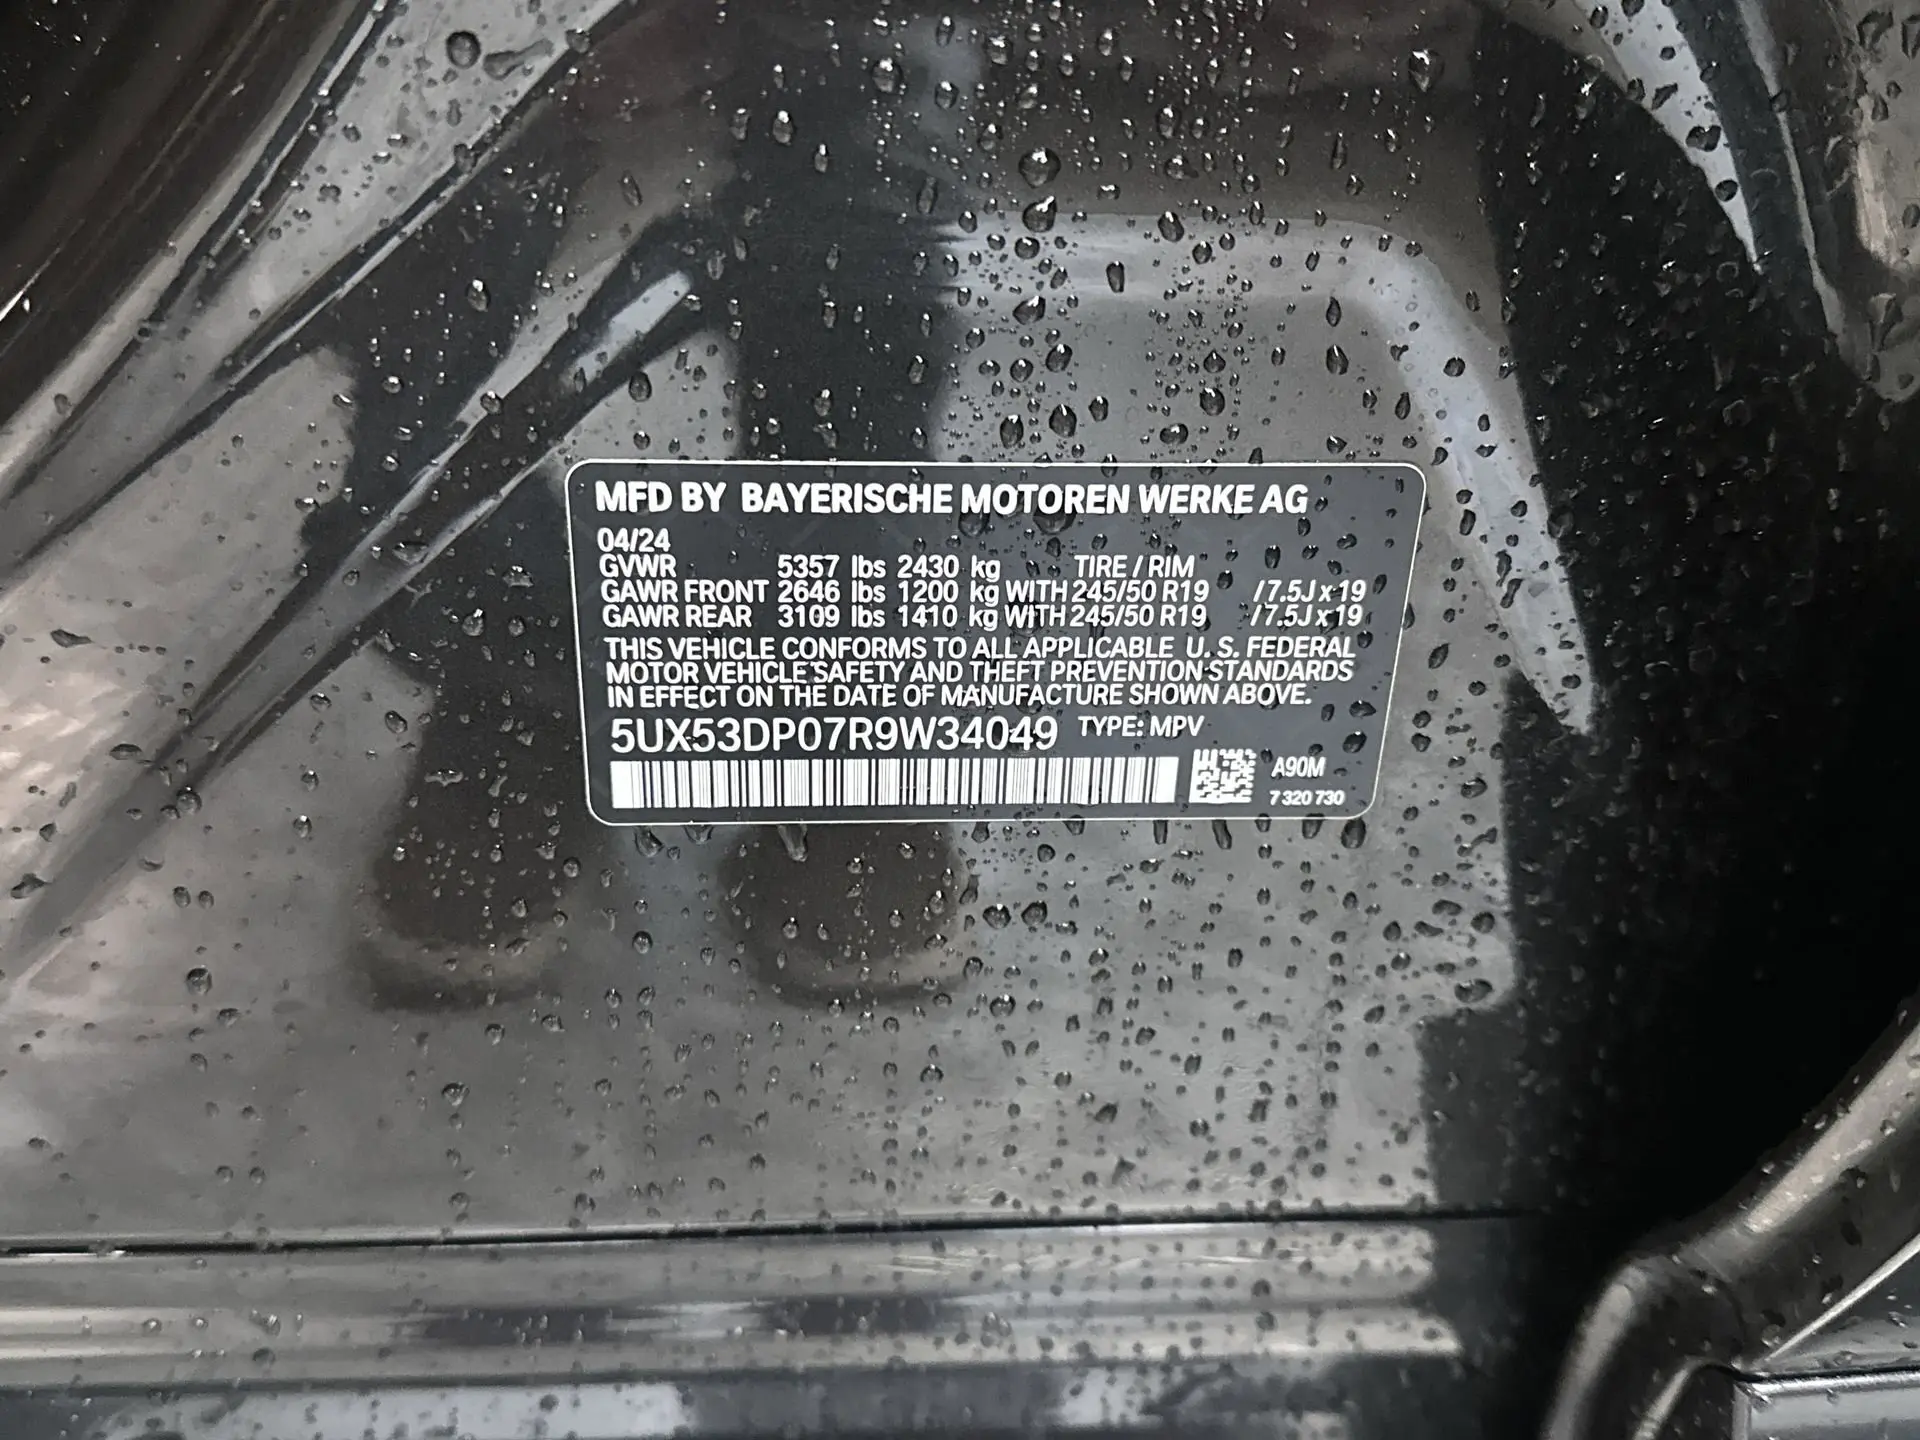 MFD BY BAYERISCHE MOTOREN WERKE AG
04/24
GVWR 5357 lbs 2430 kg TIRE / RIM
GAWR FRONT 2646 lbs 1200 kg WITH 245/50 R19 / 7.5J x 19
GAWR REAR 3109 lbs 1410 kg WITH 245/50 R19 / 7.5J x 19
THIS VEHICLE CONFORMS TO ALL APPLICABLE U. S. FEDERAL
MOTOR VEHICLE SAFETY AND THEFT PREVENTION STANDARDS
IN EFFECT ON THE DATE OF MANUFACTURE SHOWN ABOVE.
5UX53DP07R9W34049 TYPE: MPV
A90M
7 320 730